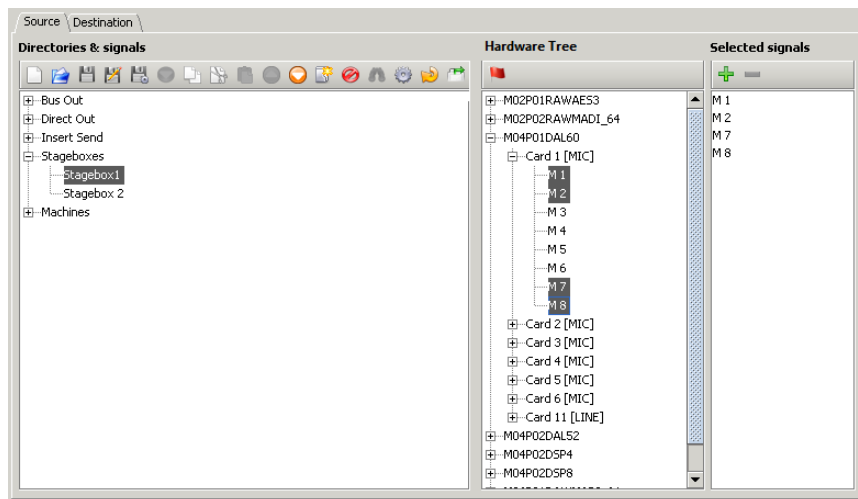 Source
Destination
Directories & signals
Bus Out
Direct Out
Insert Send
Stageboxes
Stagebox1
Stagebox 2
Machines
Hardware Tree
M02P01RAWAES3
M02P02RAWMADI_64
M04P01DAL60
Card 1 [MIC]
M 1
M 2
M 3
M 4
M 5
M 6
M 7
M 8
Card 2 [MIC]
Card 3 [MIC]
Card 4 [MIC]
Card 5 [MIC]
Card 6 [MIC]
Card 11 [LINE]
M04P02DAL52
M04P02DSP4
M04P02DSP8
Selected signals
M 1
M 2
M 7
M 8